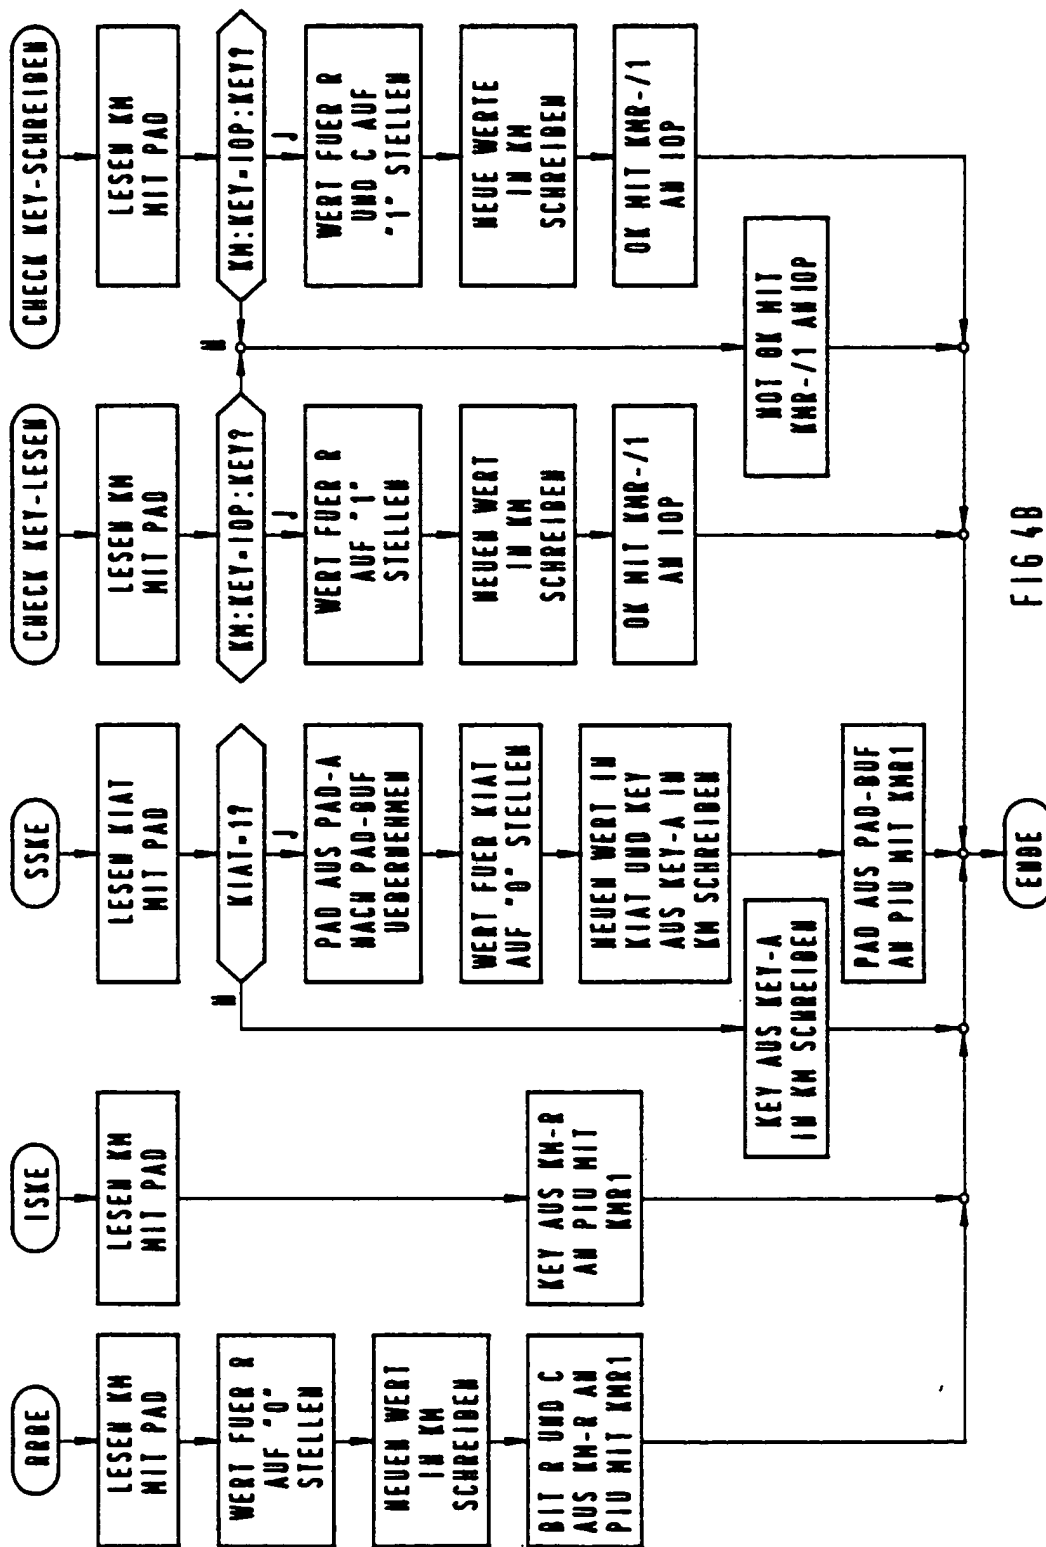 RRBE
LESEN KM
MIT PAD
WERT FUER R
AUF "0"
STELLEN
NEUEN WERT
IN KM
SCHREIBEN
BIT R UND C
AUS KM-R AN
PIU MIT KMR1
ISKE
LESEN KM
MIT PAD
KEY AUS KM-R
AN PIU MIT
KMR1
SSKE
LESEN KIAT
MIT PAD
KIAT=1?
N
J
PAD AUS PAD-A
NACH PAD-BUF
UEBERNEHMEN
WERT FUER KIAT
AUF "0" STELLEN
NEUEN WERT IN
KIAT UND KEY
AUS KEY-A IN
KM SCHREIBEN
KEY AUS KEY-A
IN KM SCHREIBEN
PAD AUS PAD-BUF
AN PIU MIT KMR1
CHECK KEY-LESEN
LESEN KM
MIT PAD
KM:KEY=IOP:KEY?
J
WERT FUER R
AUF "1"
STELLEN
NEUEN WERT
IN KM
SCHREIBEN
OK MIT KMR-/1
AN IOP
N
NOT OK MIT
KMR-/1 AN IOP
CHECK KEY-SCHREIBEN
LESEN KM
MIT PAD
KM:KEY=IOP:KEY?
J
WERT FUER R
UND C AUF
"1" STELLEN
NEUE WERTE
IN KM
SCHREIBEN
OK MIT KMR-/1
AN IOP
ENDE
FIG 4B